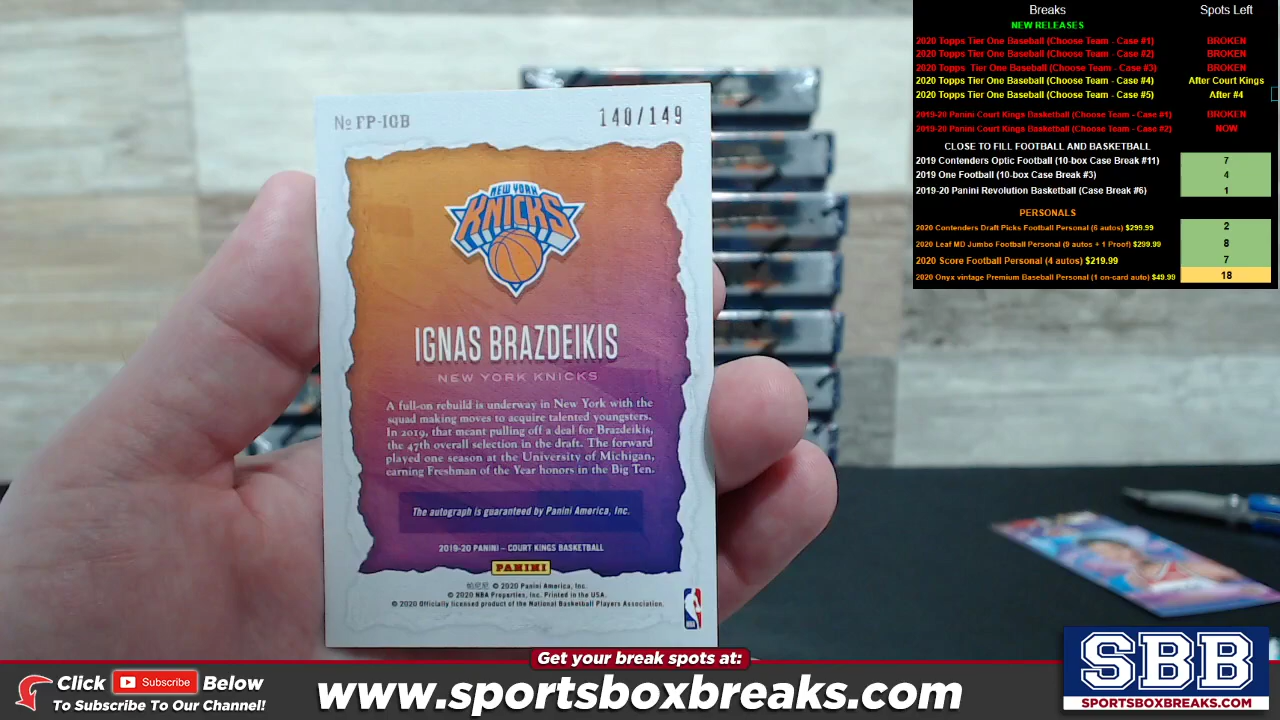 Breaks Spots Left
NEW RELEASES
2020 Topps Tier One Baseball (Choose Team - Case #1) BROKEN
2020 Topps Tier One Baseball (Choose Team - Case #2) BROKEN
2020 Topps Tier One Baseball (Choose Team - Case #3) BROKEN
2020 Topps Tier One Baseball (Choose Team - Case #4) After Court Kings
2020 Topps Tier One Baseball (Choose Team - Case #5) After #4
2019-20 Panini Court Kings Basketball (Choose Team - Case #1) BROKEN
2019-20 Panini Court Kings Basketball (Choose Team - Case #2) NOW
CLOSE TO FILL FOOTBALL AND BASKETBALL
2019 Contenders Optic Football (10-box Case Break #11) 7
2019 One Football (10-box Case Break #3) 4
2019-20 Panini Revolution Basketball (Case Break #6) 1
PERSONALS
2020 Contenders Draft Picks Football Personal (6 autos) $299.99 2
2020 Leaf MD Jumbo Football Personal (9 autos + 1 Proof) $299.99 8
2020 Score Football Personal (4 autos) $219.99 7
2020 Onyx vintage Premium Baseball Personal (1 on-card auto) $49.99 18
№ FP-IGB 140/149
NEW YORK
KNICKS
IGNAS BRAZDEIKIS
NEW YORK KNICKS
A full-on rebuild is underway in New York with the
squad making moves to acquire talented youngsters.
In 2019, that meant pulling off a deal for Brazdeikis,
the 47th overall selection in the draft. The forward
played one season at the University of Michigan,
earning Freshman of the Year honors in the Big Ten.
The autograph is guaranteed by Panini America, Inc.
2019-20 PANINI – COURT KINGS BASKETBALL
PANINI
帕尼尼 © 2020 Panini America, Inc.
© 2020 NBA Properties, Inc. Printed in the USA.
© 2020 Officially licensed product of the National Basketball Players Association.
NBA
Get your break spots at:
Click Subscribe Below
To Subscribe To Our Channel!
www.sportsboxbreaks.com
SBB
SPORTSBOXBREAKS.COM